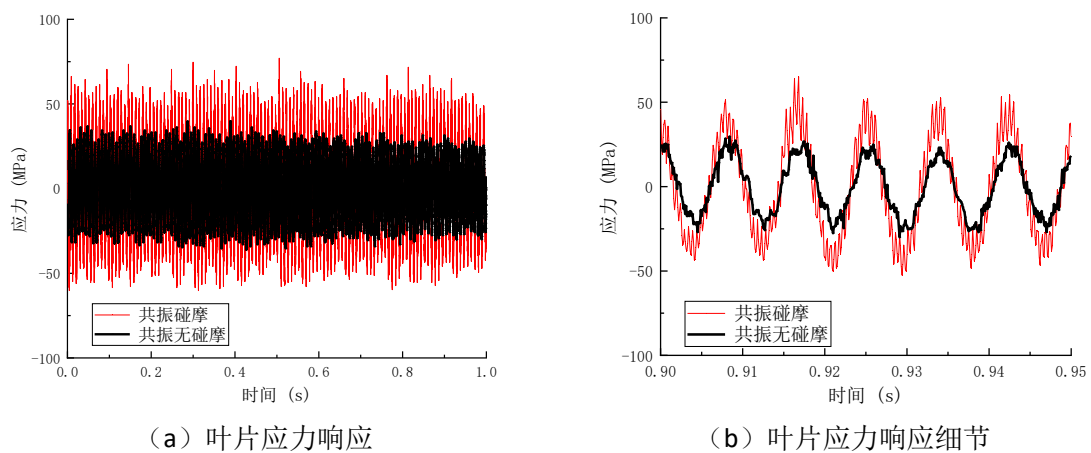 100
50
0
-50
-100
应力 (MPa)
共振碰摩
共振无碰摩
0.0 0.2 0.4 0.6 0.8 1.0
时间 (s)
(a) 叶片应力响应
100
50
0
-50
-100
应力 (MPa)
共振碰摩
共振无碰摩
0.90 0.91 0.92 0.93 0.94 0.95
时间 (s)
(b) 叶片应力响应细节